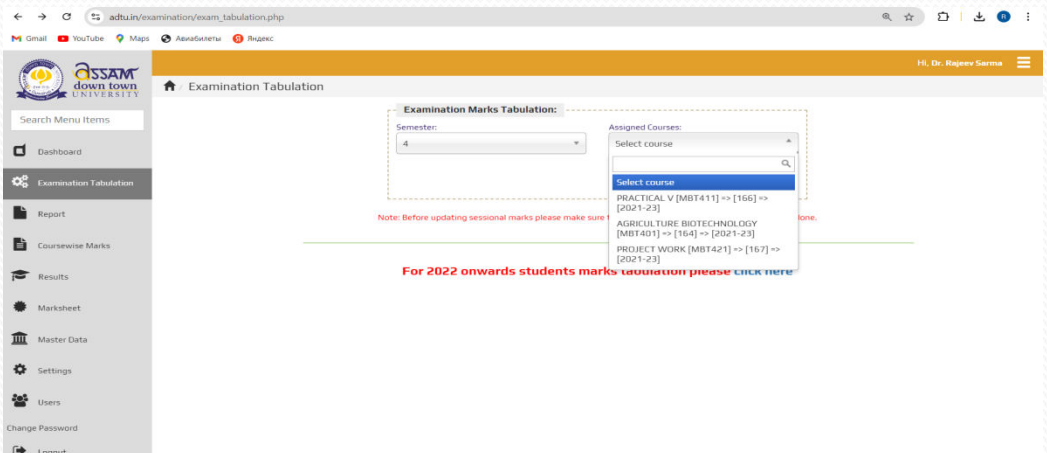 adtu.in/examination/exam_tabulation.php
Gmail YouTube Maps Авиабилеты Яндекс
ASSAM
down town
UNIVERSITY
Hi, Dr. Rajeev Sarma
/ Examination Tabulation
Search Menu Items
Dashboard
Examination Tabulation
Report
Coursewise Marks
Results
Marksheet
Master Data
Settings
Users
Change Password
Logout
Examination Marks Tabulation:
Semester:
4
Assigned Courses:
Select course
Select course
PRACTICAL V [MBT411] => [166] =>
[2021-23]
AGRICULTURE BIOTECHNOLOGY
[MBT401] => [164] => [2021-23]
PROJECT WORK [MBT421] => [167] =>
[2021-23]
Note: Before updating sessional marks please make sure
For 2022 onwards students marks tabulation please click here